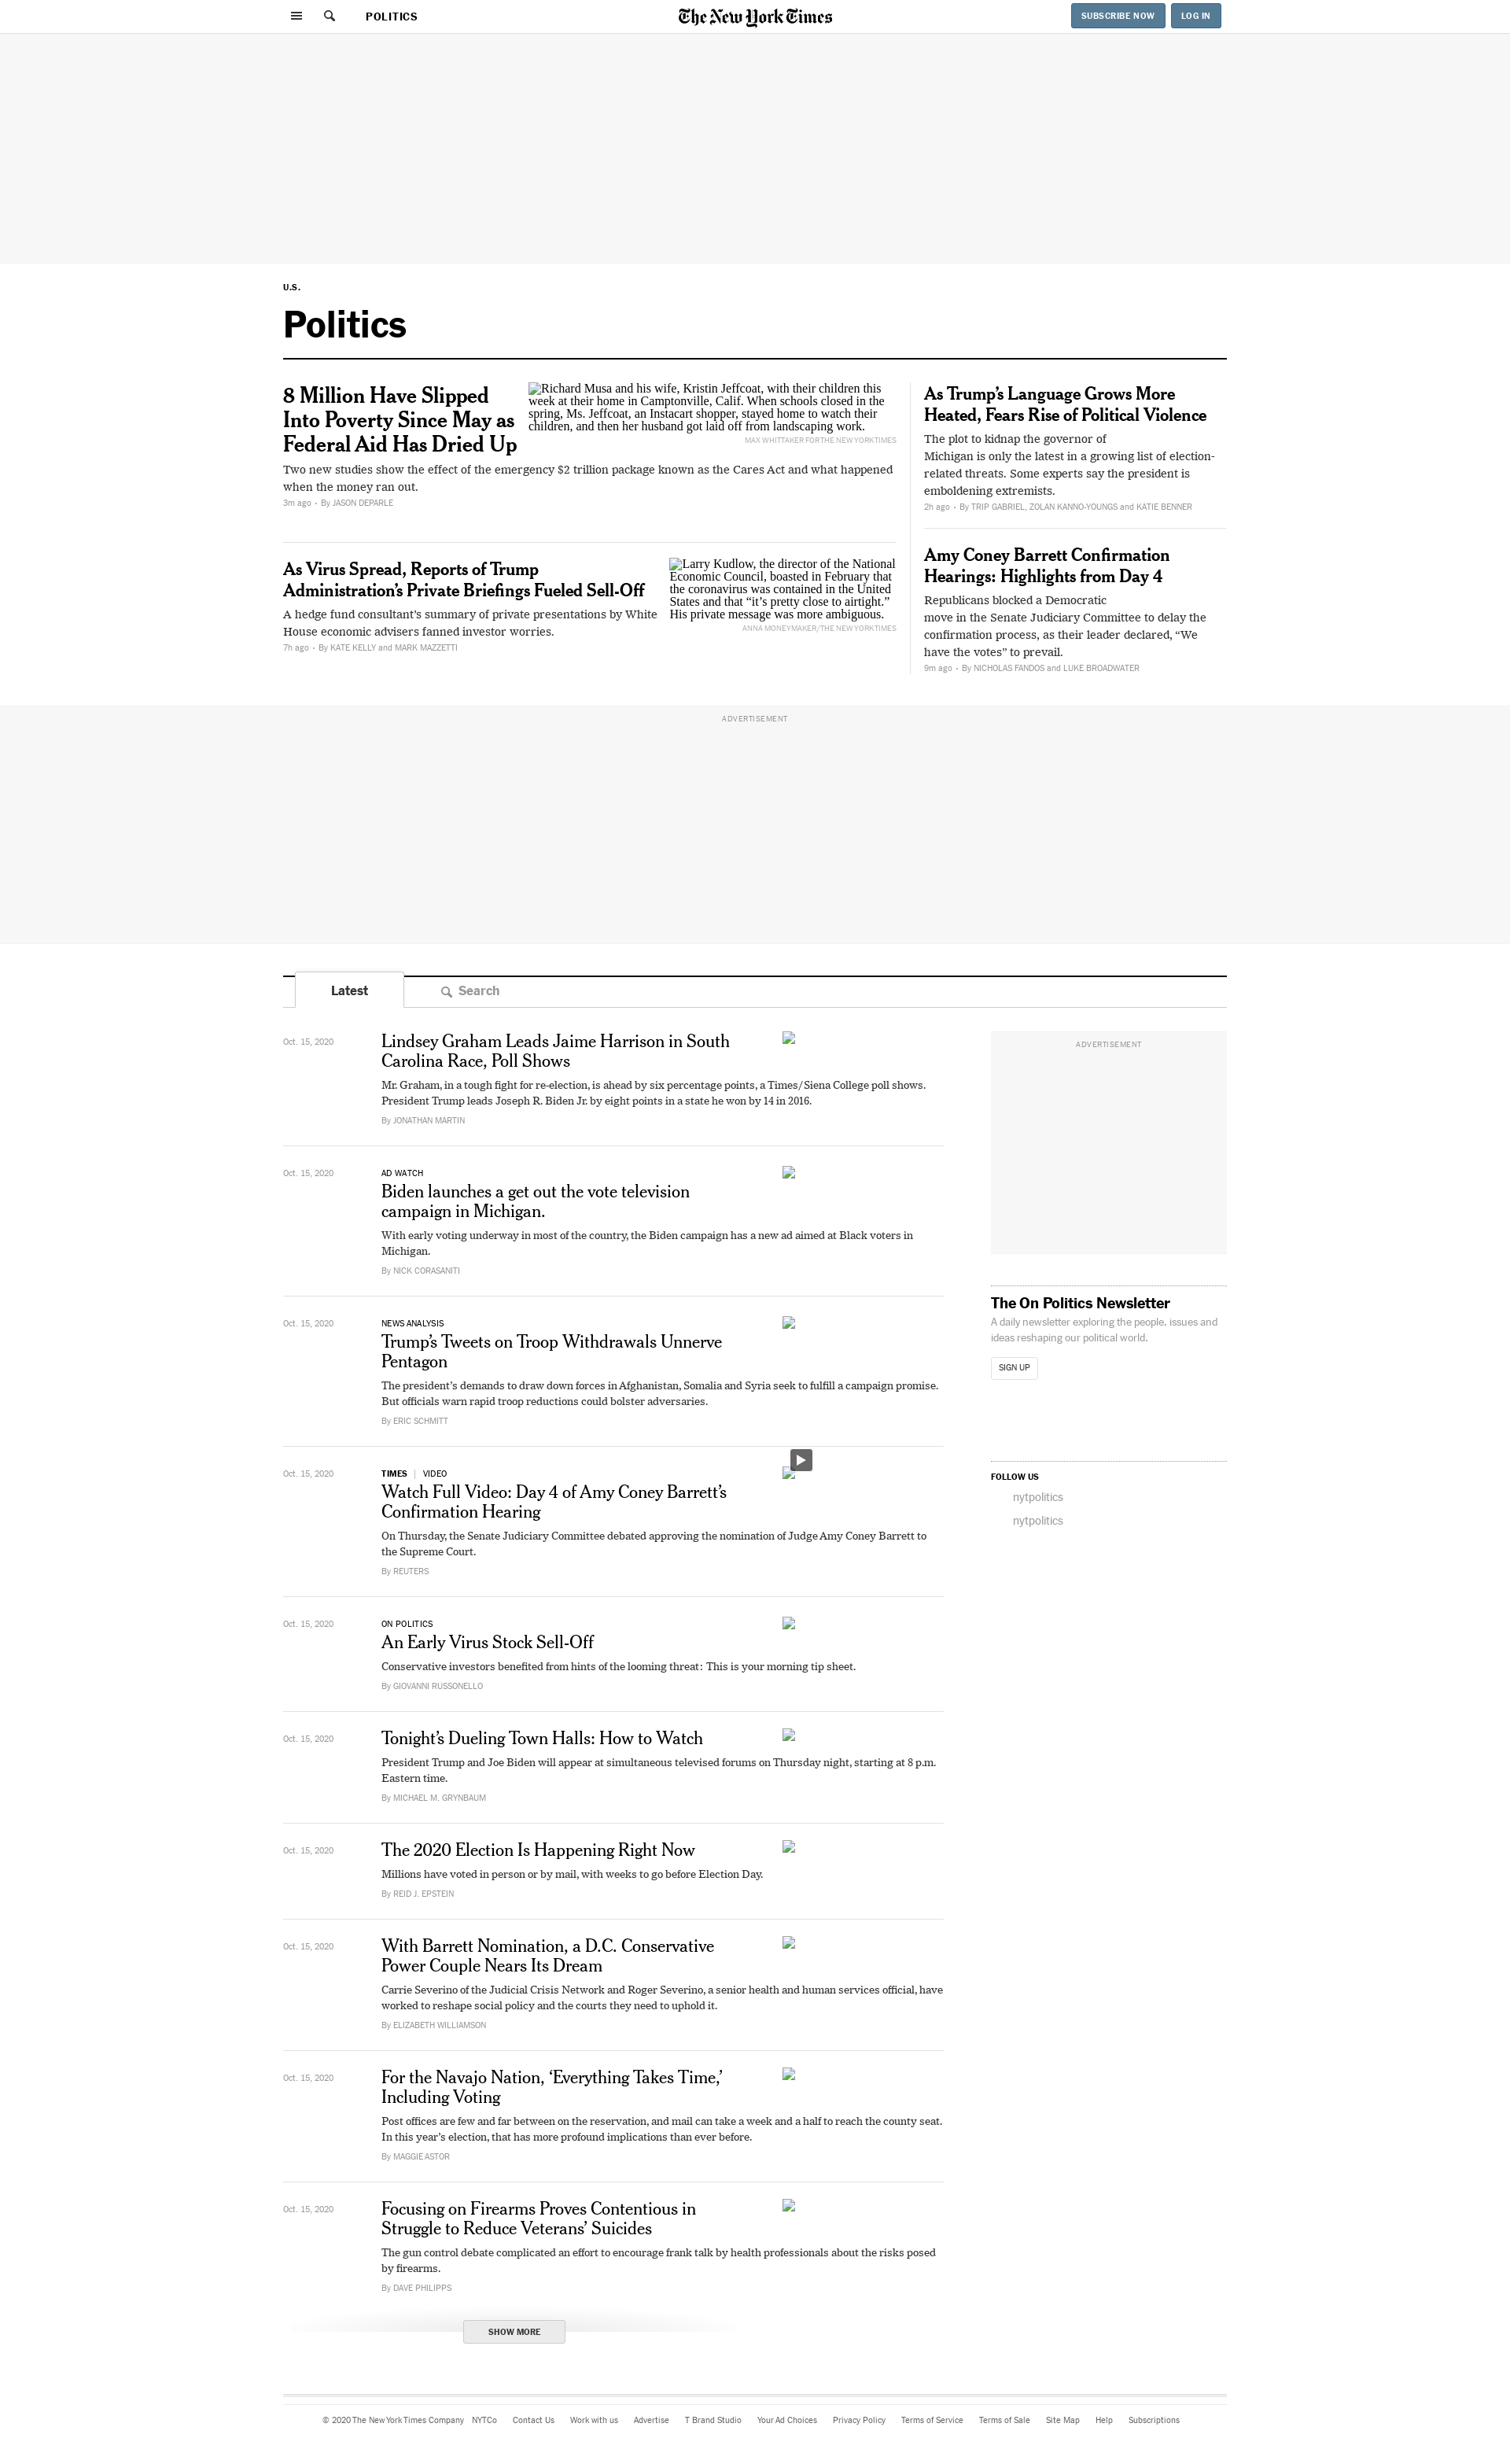 POLITICS
The New York Times
SUBSCRIBE NOW
LOG IN
U.S.
Politics
8 Million Have Slipped
Into Poverty Since May as
Federal Aid Has Dried Up
Richard Musa and his wife, Kristin Jeffcoat, with their children this
week at their home in Camptonville, Calif. When schools closed in the
spring, Ms. Jeffcoat, an Instacart shopper, stayed home to watch their
children, and then her husband got laid off from landscaping work.
MAX WHITTAKER FOR THE NEW YORK TIMES
Two new studies show the effect of the emergency $2 trillion package known as the Cares Act and what happened
when the money ran out.
3m ago • By JASON DEPARLE
As Virus Spread, Reports of Trump
Administration’s Private Briefings Fueled Sell-Off
A hedge fund consultant’s summary of private presentations by White
House economic advisers fanned investor worries.
7h ago • By KATE KELLY and MARK MAZZETTI
Larry Kudlow, the director of the National
Economic Council, boasted in February that
the coronavirus was contained in the United
States and that “it’s pretty close to airtight.”
His private message was more ambiguous.
ANNA MONEYMAKER/THE NEW YORK TIMES
As Trump’s Language Grows More
Heated, Fears Rise of Political Violence
The plot to kidnap the governor of
Michigan is only the latest in a growing list of election-
related threats. Some experts say the president is
emboldening extremists.
2h ago • By TRIP GABRIEL, ZOLAN KANNO-YOUNGS and KATIE BENNER
Amy Coney Barrett Confirmation
Hearings: Highlights from Day 4
Republicans blocked a Democratic
move in the Senate Judiciary Committee to delay the
confirmation process, as their leader declared, “We
have the votes” to prevail.
9m ago • By NICHOLAS FANDOS and LUKE BROADWATER
ADVERTISEMENT
Latest
Search
Oct. 15, 2020
Lindsey Graham Leads Jaime Harrison in South
Carolina Race, Poll Shows
Mr. Graham, in a tough fight for re-election, is ahead by six percentage points, a Times/Siena College poll shows.
President Trump leads Joseph R. Biden Jr. by eight points in a state he won by 14 in 2016.
By JONATHAN MARTIN
Oct. 15, 2020
AD WATCH
Biden launches a get out the vote television
campaign in Michigan.
With early voting underway in most of the country, the Biden campaign has a new ad aimed at Black voters in
Michigan.
By NICK CORASANITI
Oct. 15, 2020
NEWS ANALYSIS
Trump’s Tweets on Troop Withdrawals Unnerve
Pentagon
The president’s demands to draw down forces in Afghanistan, Somalia and Syria seek to fulfill a campaign promise.
But officials warn rapid troop reductions could bolster adversaries.
By ERIC SCHMITT
Oct. 15, 2020
TIMES | VIDEO
Watch Full Video: Day 4 of Amy Coney Barrett’s
Confirmation Hearing
On Thursday, the Senate Judiciary Committee debated approving the nomination of Judge Amy Coney Barrett to
the Supreme Court.
By REUTERS
Oct. 15, 2020
ON POLITICS
An Early Virus Stock Sell-Off
Conservative investors benefited from hints of the looming threat: This is your morning tip sheet.
By GIOVANNI RUSSONELLO
Oct. 15, 2020
Tonight’s Dueling Town Halls: How to Watch
President Trump and Joe Biden will appear at simultaneous televised forums on Thursday night, starting at 8 p.m.
Eastern time.
By MICHAEL M. GRYNBAUM
Oct. 15, 2020
The 2020 Election Is Happening Right Now
Millions have voted in person or by mail, with weeks to go before Election Day.
By REID J. EPSTEIN
Oct. 15, 2020
With Barrett Nomination, a D.C. Conservative
Power Couple Nears Its Dream
Carrie Severino of the Judicial Crisis Network and Roger Severino, a senior health and human services official, have
worked to reshape social policy and the courts they need to uphold it.
By ELIZABETH WILLIAMSON
Oct. 15, 2020
For the Navajo Nation, ‘Everything Takes Time,’
Including Voting
Post offices are few and far between on the reservation, and mail can take a week and a half to reach the county seat.
In this year’s election, that has more profound implications than ever before.
By MAGGIE ASTOR
Oct. 15, 2020
Focusing on Firearms Proves Contentious in
Struggle to Reduce Veterans’ Suicides
The gun control debate complicated an effort to encourage frank talk by health professionals about the risks posed
by firearms.
By DAVE PHILIPPS
SHOW MORE
ADVERTISEMENT
The On Politics Newsletter
A daily newsletter exploring the people, issues and
ideas reshaping our political world.
SIGN UP
FOLLOW US
nytpolitics
nytpolitics
© 2020 The New York Times Company NYTCo Contact Us Work with us Advertise T Brand Studio Your Ad Choices Privacy Policy Terms of Service Terms of Sale Site Map Help Subscriptions